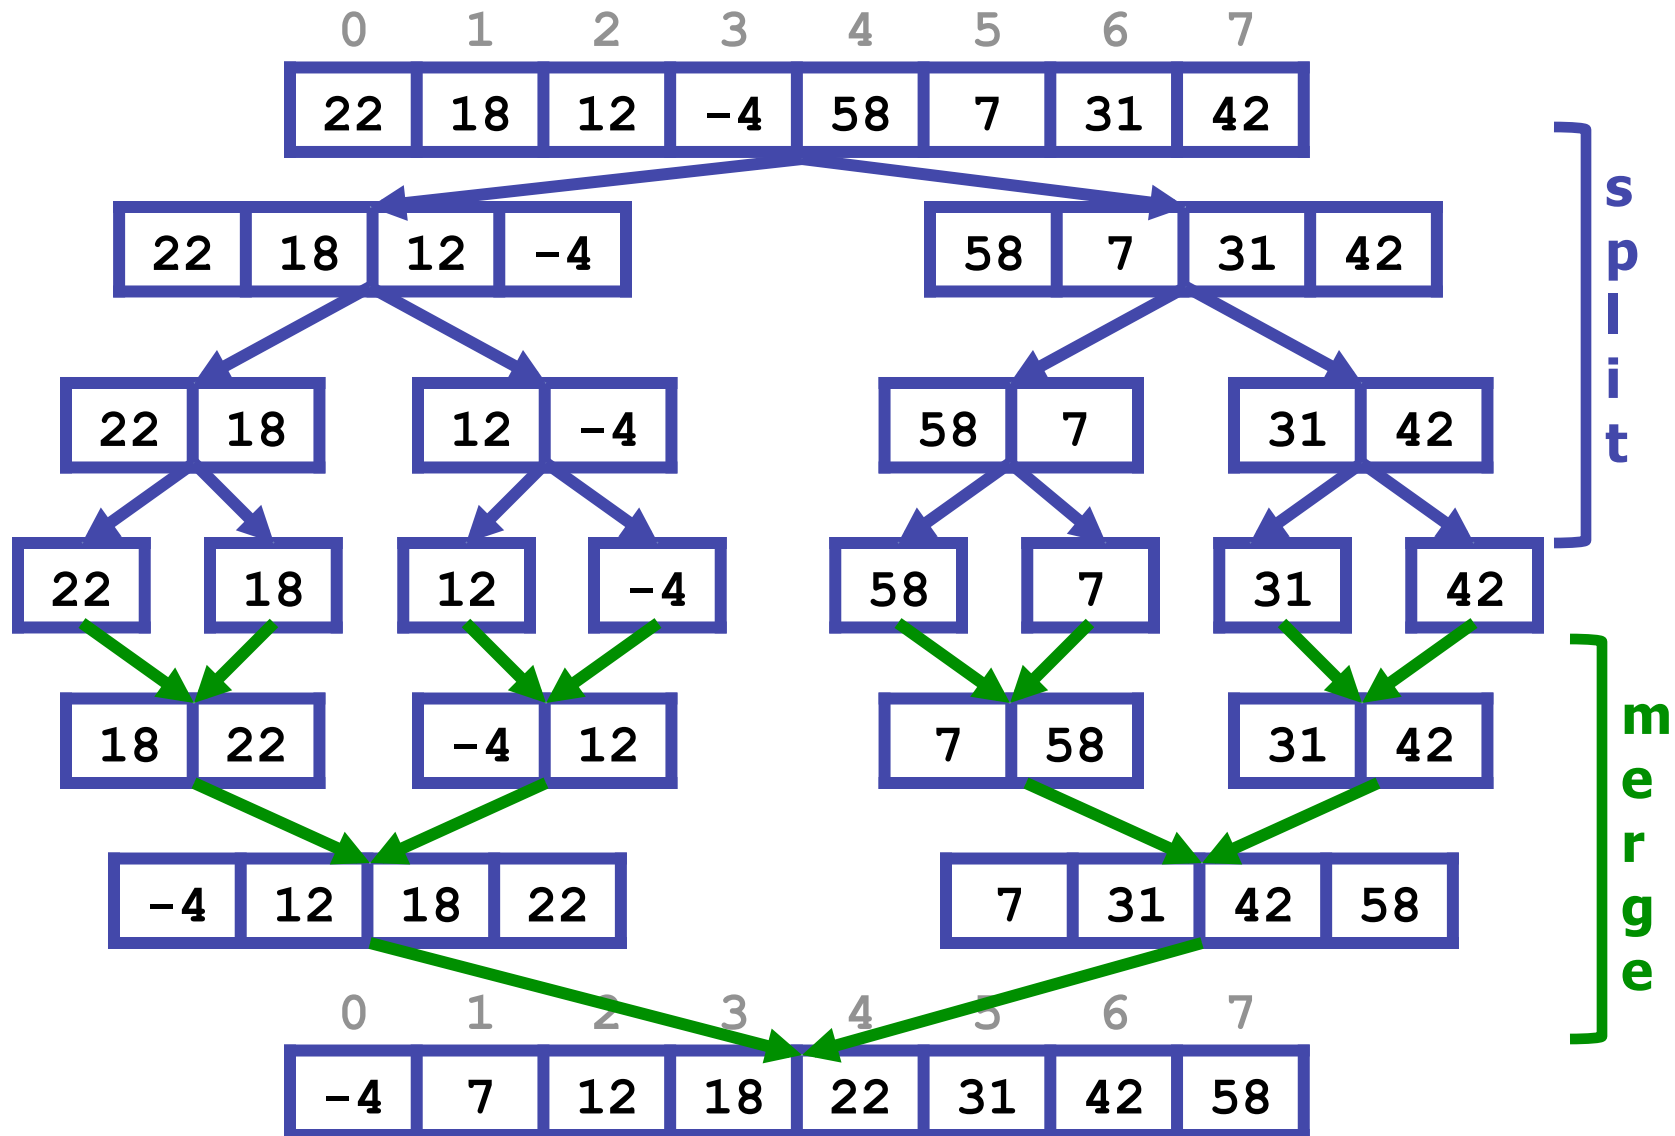 0 1 2 3 4 5 6 7
22 18 12 -4 58 7 31 42
22 18 12 -4 58 7 31 42
22 18 12 -4 58 7 31 42
22 18 12 -4 58 7 31 42
18 22 -4 12 7 58 31 42
-4 12 18 22 7 31 42 58
0 1 2 3 4 5 6 7
-4 7 12 18 22 31 42 58
split
merge